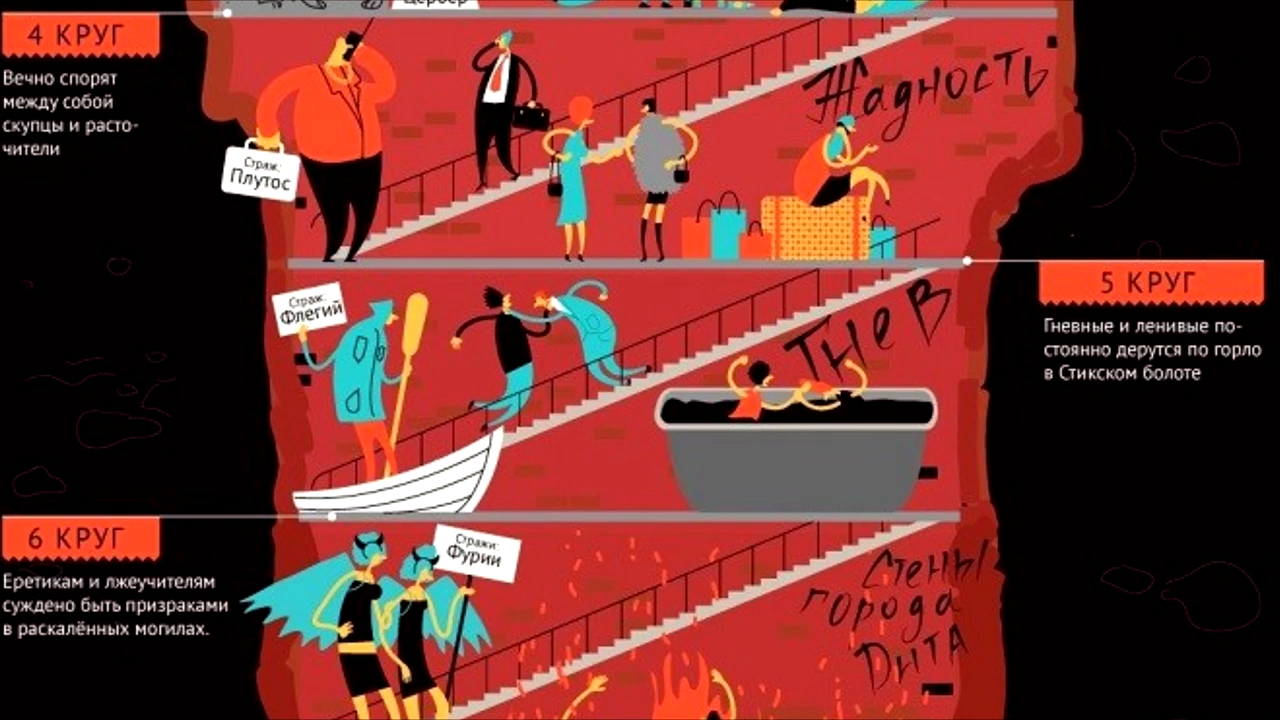 Цербер
4 КРУГ
Вечно спорят
между собой
скупцы и расто-
чители
Страж:
Плутос
Жадность
5 КРУГ
Гневные и ленивые по-
стоянно дерутся по горло
в Стикском болоте
Страж:
Флегий
Гнев
6 КРУГ
Еретикам и лжеучителям
суждено быть призраками
в раскалённых могилах.
Стражи:
Фурии
Стены
города
Дита